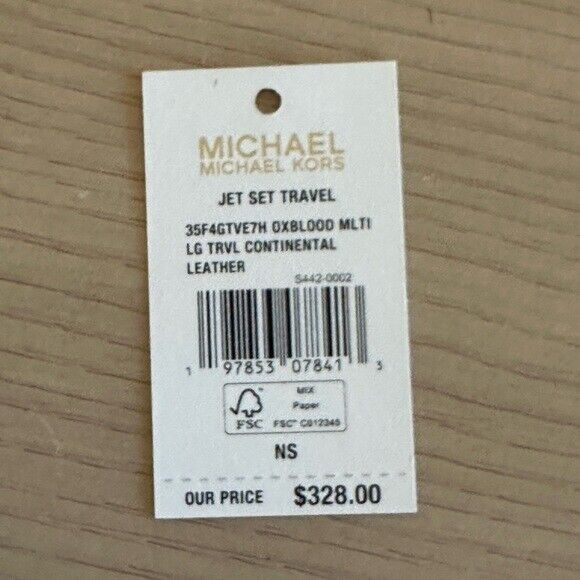 MICHAEL
MICHAEL KORS
JET SET TRAVEL
35F4GTVE7H OXBLOOD MLTI
LG TRVL CONTINENTAL
LEATHER
S442-0002
1 97853 07841 3
FSC
MIX
Paper
FSC® C012345
NS
OUR PRICE $328.00